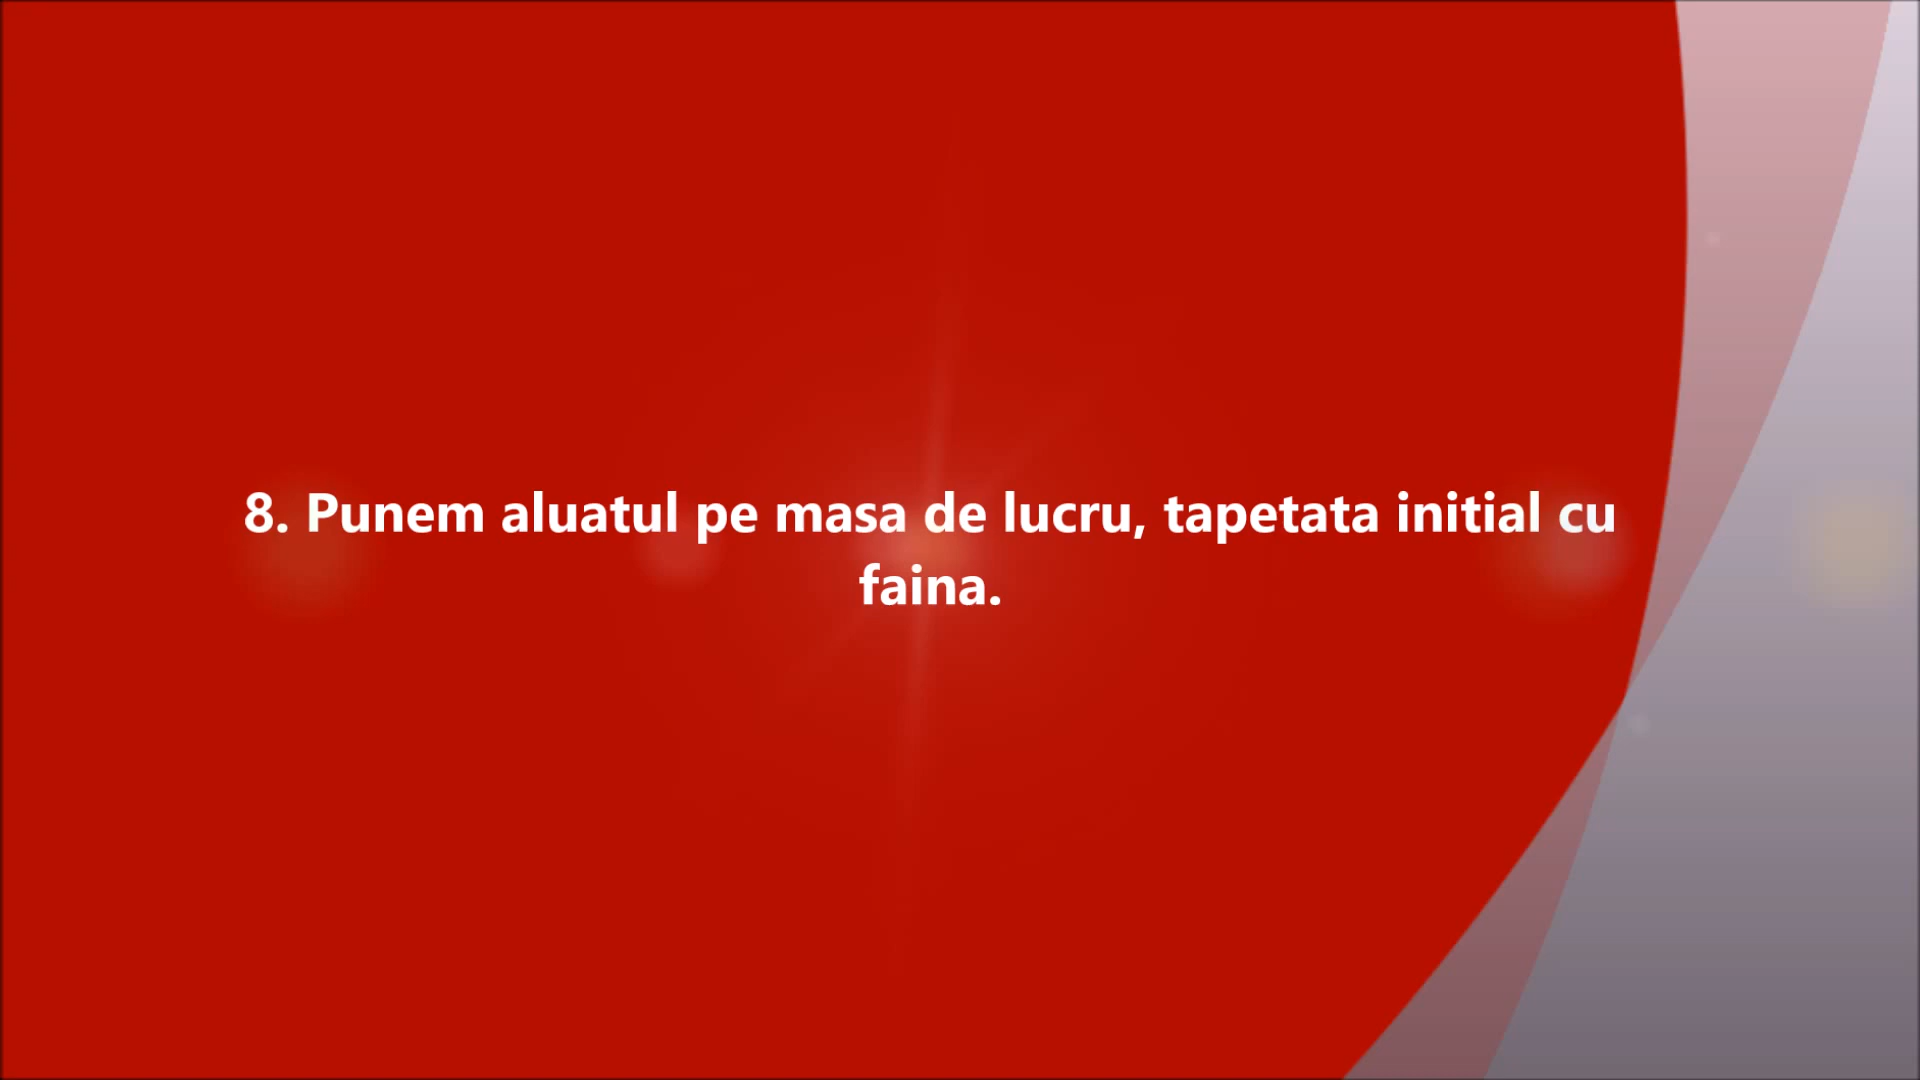 8. Punem aluatul pe masa de lucru, tapetata initial cu
faina.